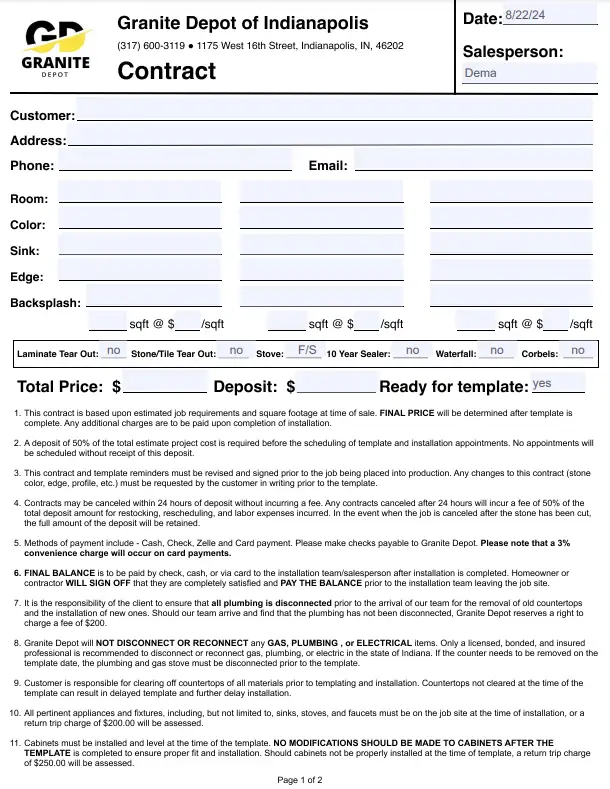 GD
GRANITE
DEPOT
Granite Depot of Indianapolis
(317) 600-3119 ● 1175 West 16th Street, Indianapolis, IN, 46202
Contract
Date: 8/22/24
Salesperson:
Dema
Customer:
Address:
Phone: Email:
Room:
Color:
Sink:
Edge:
Backsplash:
sqft @ $ /sqft sqft @ $ /sqft sqft @ $ /sqft
Laminate Tear Out: no Stone/Tile Tear Out: no Stove: F/S 10 Year Sealer: no Waterfall: no Corbels: no
Total Price: $ Deposit: $ Ready for template: yes
1. This contract is based upon estimated job requirements and square footage at time of sale. FINAL PRICE will be determined after template is
complete. Any additional charges are to be paid upon completion of installation.
2. A deposit of 50% of the total estimate project cost is required before the scheduling of template and installation appointments. No appointments will
be scheduled without receipt of this deposit.
3. This contract and template reminders must be revised and signed prior to the job being placed into production. Any changes to this contract (stone
color, edge, profile, etc.) must be requested by the customer in writing prior to the template.
4. Contracts may be canceled within 24 hours of deposit without incurring a fee. Any contracts canceled after 24 hours will incur a fee of 50% of the
total deposit amount for restocking, rescheduling, and labor expenses incurred. In the event when the job is canceled after the stone has been cut,
the full amount of the deposit will be retained.
5. Methods of payment include - Cash, Check, Zelle and Card payment. Please make checks payable to Granite Depot. Please note that a 3%
convenience charge will occur on card payments.
6. FINAL BALANCE is to be paid by check, cash, or via card to the installation team/salesperson after installation is completed. Homeowner or
contractor WILL SIGN OFF that they are completely satisfied and PAY THE BALANCE prior to the installation team leaving the job site.
7. It is the responsibility of the client to ensure that all plumbing is disconnected prior to the arrival of our team for the removal of old countertops
and the installation of new ones. Should our team arrive and find that the plumbing has not been disconnected, Granite Depot reserves a right to
charge a fee of $200.
8. Granite Depot will NOT DISCONNECT OR RECONNECT any GAS, PLUMBING , or ELECTRICAL items. Only a licensed, bonded, and insured
professional is recommended to disconnect or reconnect gas, plumbing, or electric in the state of Indiana. If the counter needs to be removed on the
template date, the plumbing and gas stove must be disconnected prior to the template.
9. Customer is responsible for clearing off countertops of all materials prior to templating and installation. Countertops not cleared at the time of the
template can result in delayed template and further delay installation.
10. All pertinent appliances and fixtures, including, but not limited to, sinks, stoves, and faucets must be on the job site at the time of installation, or a
return trip charge of $200.00 will be assessed.
11. Cabinets must be installed and level at the time of the template. NO MODIFICATIONS SHOULD BE MADE TO CABINETS AFTER THE
TEMPLATE is completed to ensure proper fit and installation. Should cabinets not be properly installed at the time of template, a return trip charge
of $250.00 will be assessed.
Page 1 of 2